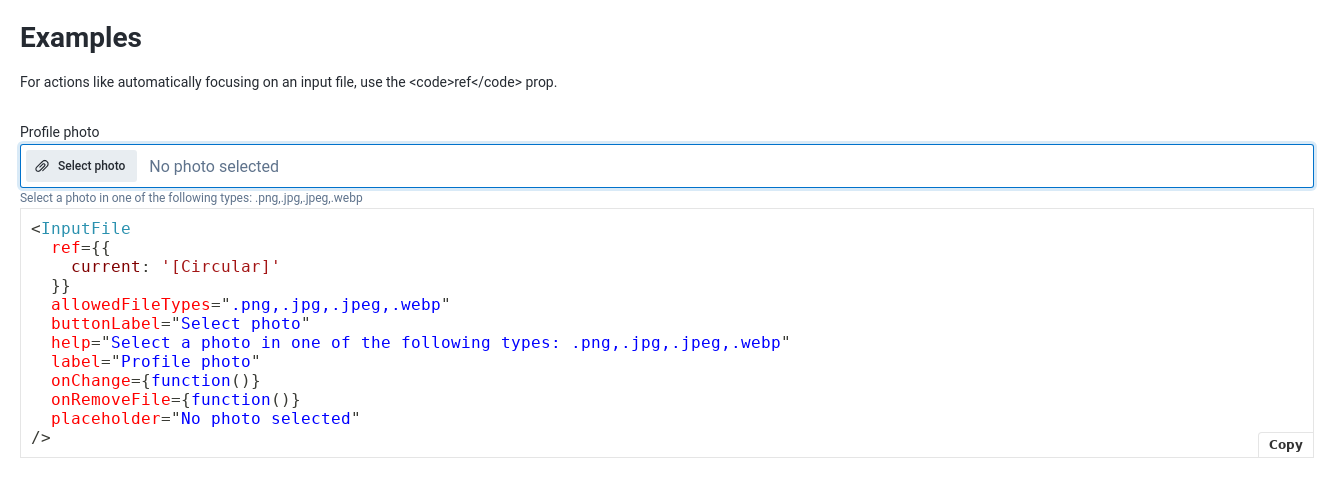 Examples
For actions like automatically focusing on an input file, use the <code>ref</code> prop.
Profile photo
Select photo No photo selected
Select a photo in one of the following types: .png,.jpg,.jpeg,.webp
<InputFile
  ref={{
    current: '[Circular]'
  }}
  allowedFileTypes=".png,.jpg,.jpeg,.webp"
  buttonLabel="Select photo"
  help="Select a photo in one of the following types: .png,.jpg,.jpeg,.webp"
  label="Profile photo"
  onChange={function()}
  onRemoveFile={function()}
  placeholder="No photo selected"
/>
Copy